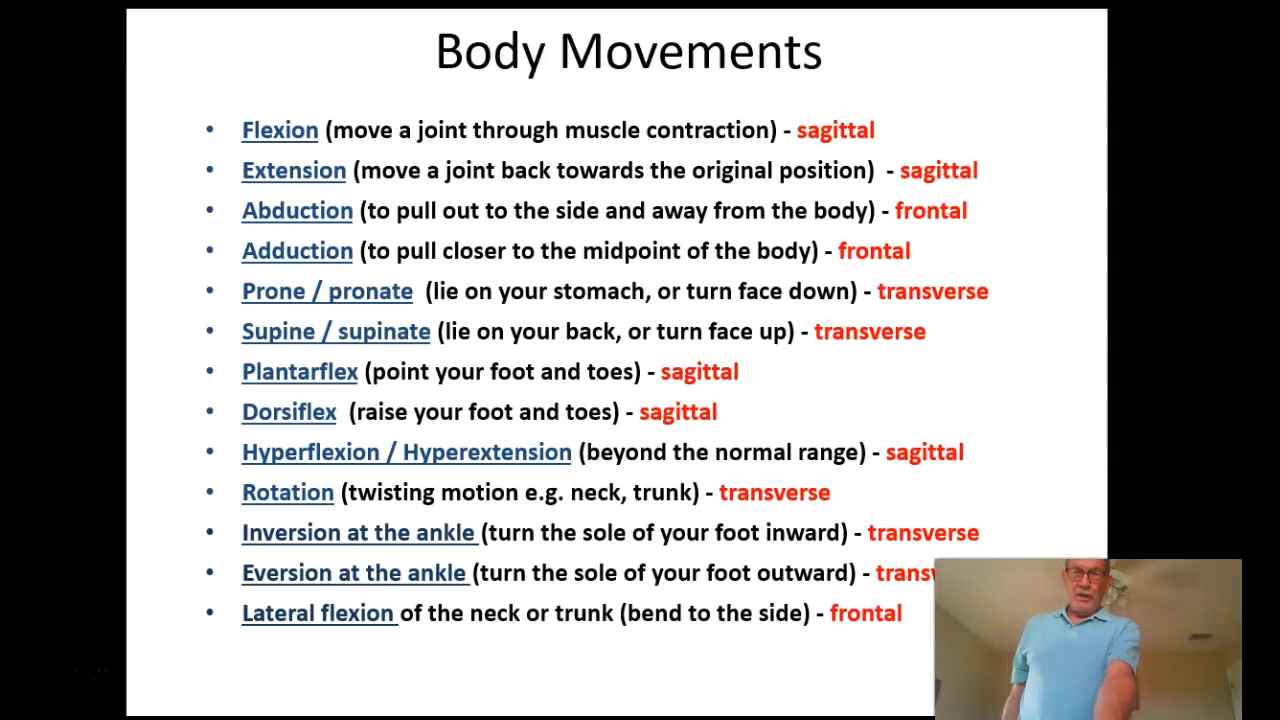 Body Movements
• Flexion (move a joint through muscle contraction) - sagittal
• Extension (move a joint back towards the original position)  - sagittal
• Abduction (to pull out to the side and away from the body) - frontal
• Adduction (to pull closer to the midpoint of the body) - frontal
• Prone / pronate  (lie on your stomach, or turn face down) - transverse
• Supine / supinate (lie on your back, or turn face up) - transverse
• Plantarflex (point your foot and toes) - sagittal
• Dorsiflex  (raise your foot and toes) - sagittal
• Hyperflexion / Hyperextension (beyond the normal range) - sagittal
• Rotation (twisting motion e.g. neck, trunk) - transverse
• Inversion at the ankle (turn the sole of your foot inward) - transverse
• Eversion at the ankle (turn the sole of your foot outward) -
• Lateral flexion of the neck or trunk (bend to the side) - frontal